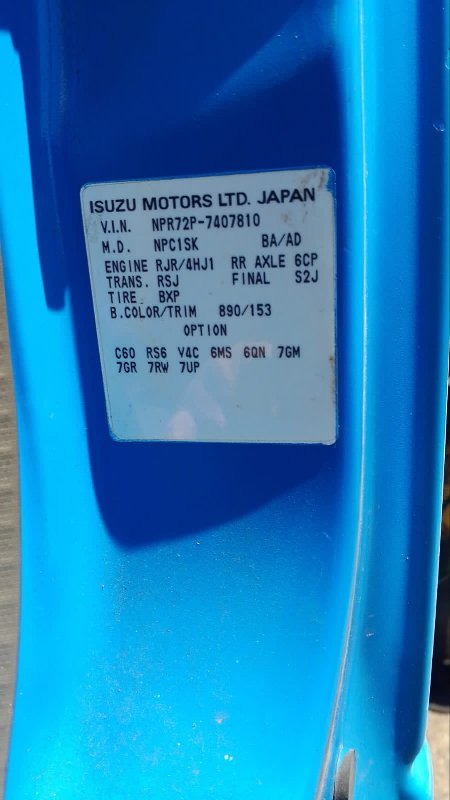 ISUZU MOTORS LTD. JAPAN
V.I.N. NPR72P-7407810
M.D. NPC1SK BA/AD
ENGINE RJR/4HJ1 RR AXLE 6CP
TRANS. RSJ FINAL S2J
TIRE BXP
B.COLOR/TRIM 890/153
OPTION
C60 RS6 V4C 6MS 6QN 7GM
7GR 7RW 7UP